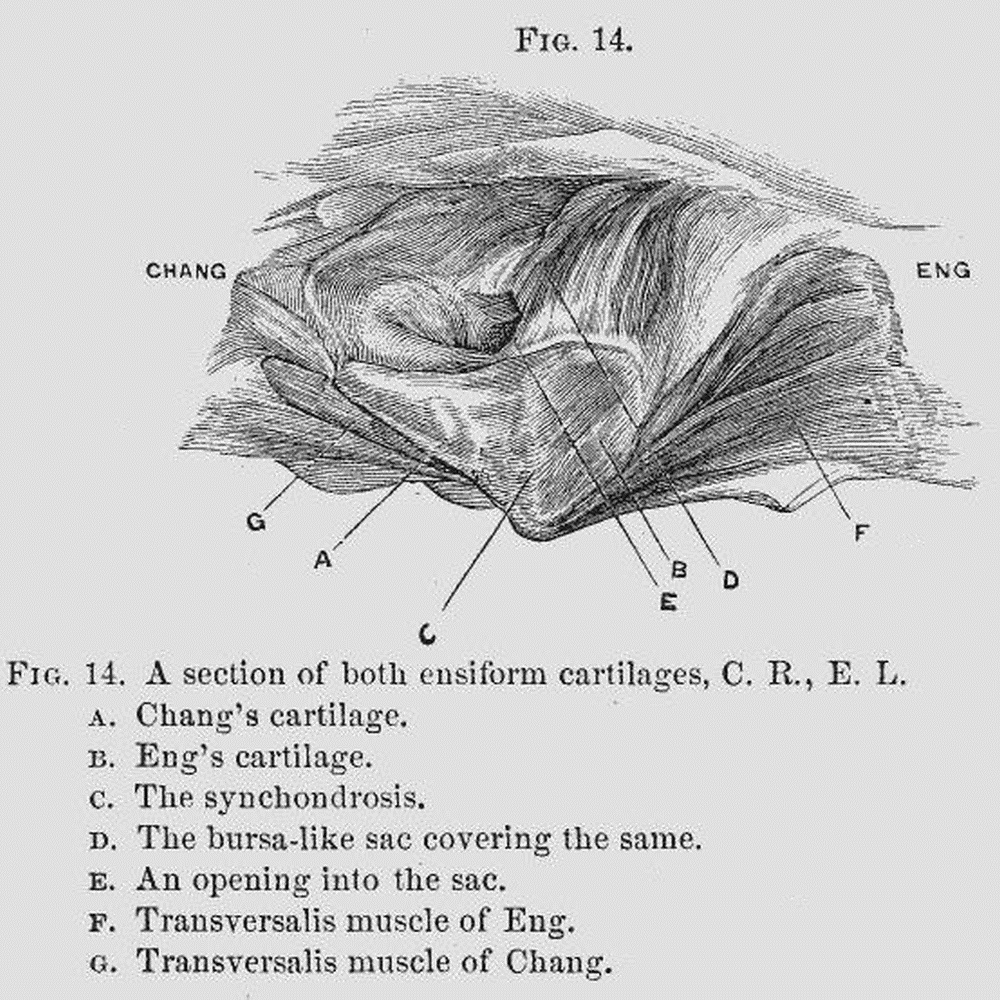 Fig. 14.
CHANG
ENG
G
A
F
B
D
E
C
Fig. 14. A section of both ensiform cartilages, C. R., E. L.
A. Chang's cartilage.
B. Eng's cartilage.
C. The synchondrosis.
D. The bursa-like sac covering the same.
E. An opening into the sac.
F. Transversalis muscle of Eng.
G. Transversalis muscle of Chang.